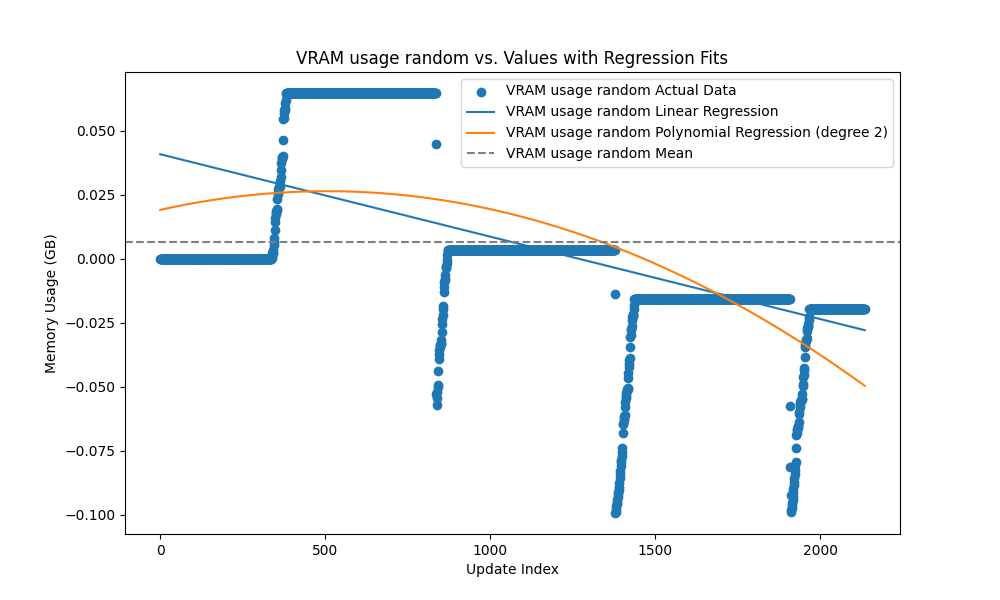 VRAM usage random vs. Values with Regression Fits
VRAM usage random Actual Data
VRAM usage random Linear Regression
VRAM usage random Polynomial Regression (degree 2)
VRAM usage random Mean
Memory Usage (GB)
0.050
0.025
0.000
−0.025
−0.050
−0.075
−0.100
0
500
1000
1500
2000
Update Index